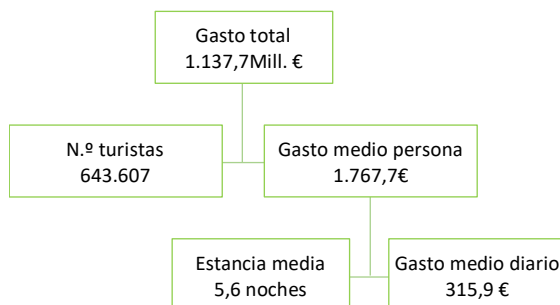 Gasto total
1.137,7Mill. €
N.º turistas
643.607
Gasto medio persona
1.767,7€
Estancia media
5,6 noches
Gasto medio diario
315,9 €